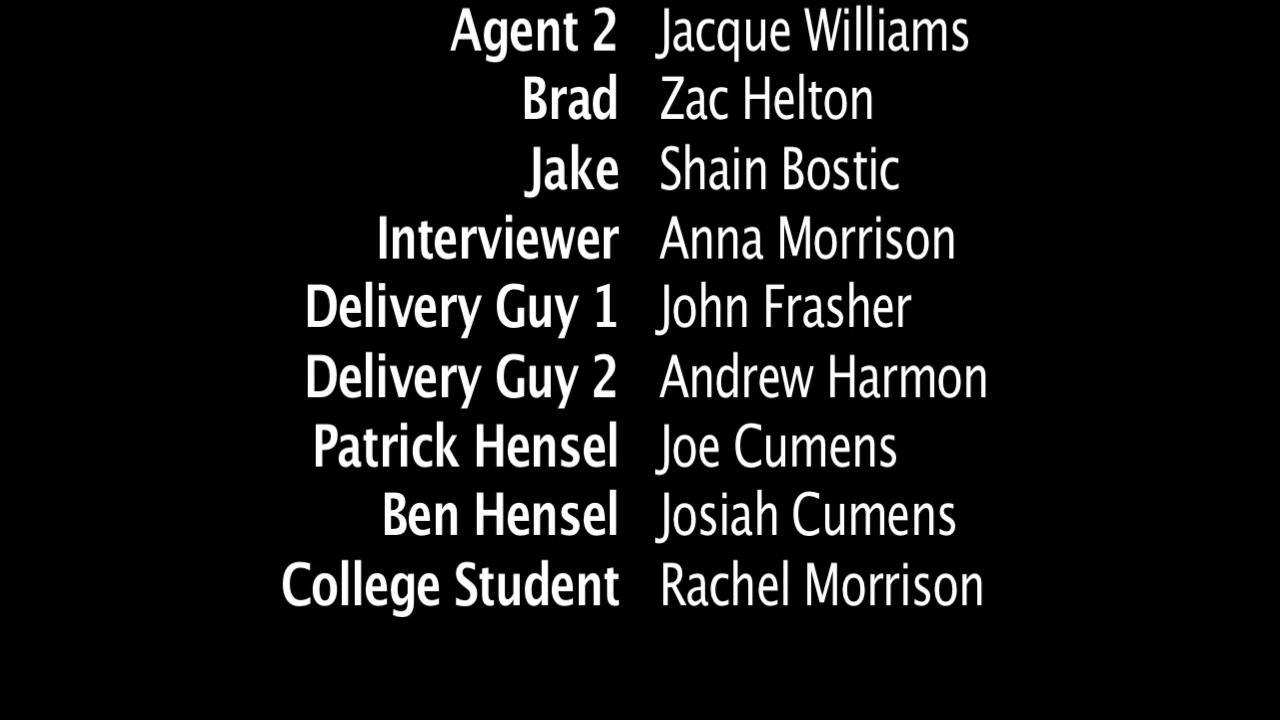 Agent 2 Jacque Williams
Brad Zac Helton
Jake Shain Bostic
Interviewer Anna Morrison
Delivery Guy 1 John Frasher
Delivery Guy 2 Andrew Harmon
Patrick Hensel Joe Cumens
Ben Hensel Josiah Cumens
College Student Rachel Morrison